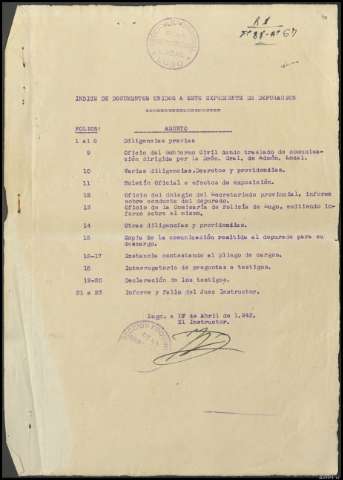 INDICE DE DOCUMENTOS UNIDOS A ESTE EXPEDIENTE DE DEPURACION
FOLIOS: ASUNTO
1 al 8 Diligencias previas
9 Oficio del Gobierno Civil dando traslado de comunica-
ción dirigida por la Ilmo. Gral. de Admón. Local.
10 Varias diligencias, Decretos y providencias.
11 Boletín Oficial a efectos de exposición.
12 Oficio del Colegio del Secretariado provincial, informe
sobre conducta del depurado.
13 Oficio de la Comisaría de Policía de Lugo, emitiendo in-
forme sobre el mismo.
14 Otras diligencias y providencias.
15 Copia de la comunicación remitida al depurado para su
descargo.
16-17 Instancia contestando al pliego de cargos.
18 Interrogatorio de preguntas a testigos.
19-20 Declaración de los testigos.
21 a 23 Informe y fallo del Juez Instructor.
Lugo, a 17 de Abril de 1.942.
El Instructor.